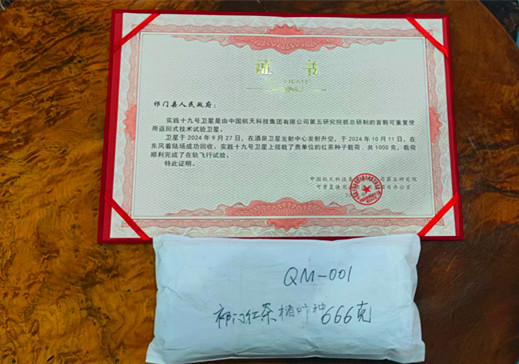 证书
祁门县人民政府：
实践十九号卫星是由中国航天科技集团有限公司第五研究院抓总研制的首颗可重复使
用返回式技术试验卫星。
卫星于2024年9月27日，在酒泉卫星发射中心发射升空，于2024年10月11日，在
东风着陆场成功回收。实践十九号卫星上搭载了贵单位的红茶种子载荷，共1000克，载荷
顺利完成了在轨飞行试验。
特此证明。
QM-001
祁门红茶槠叶种666克